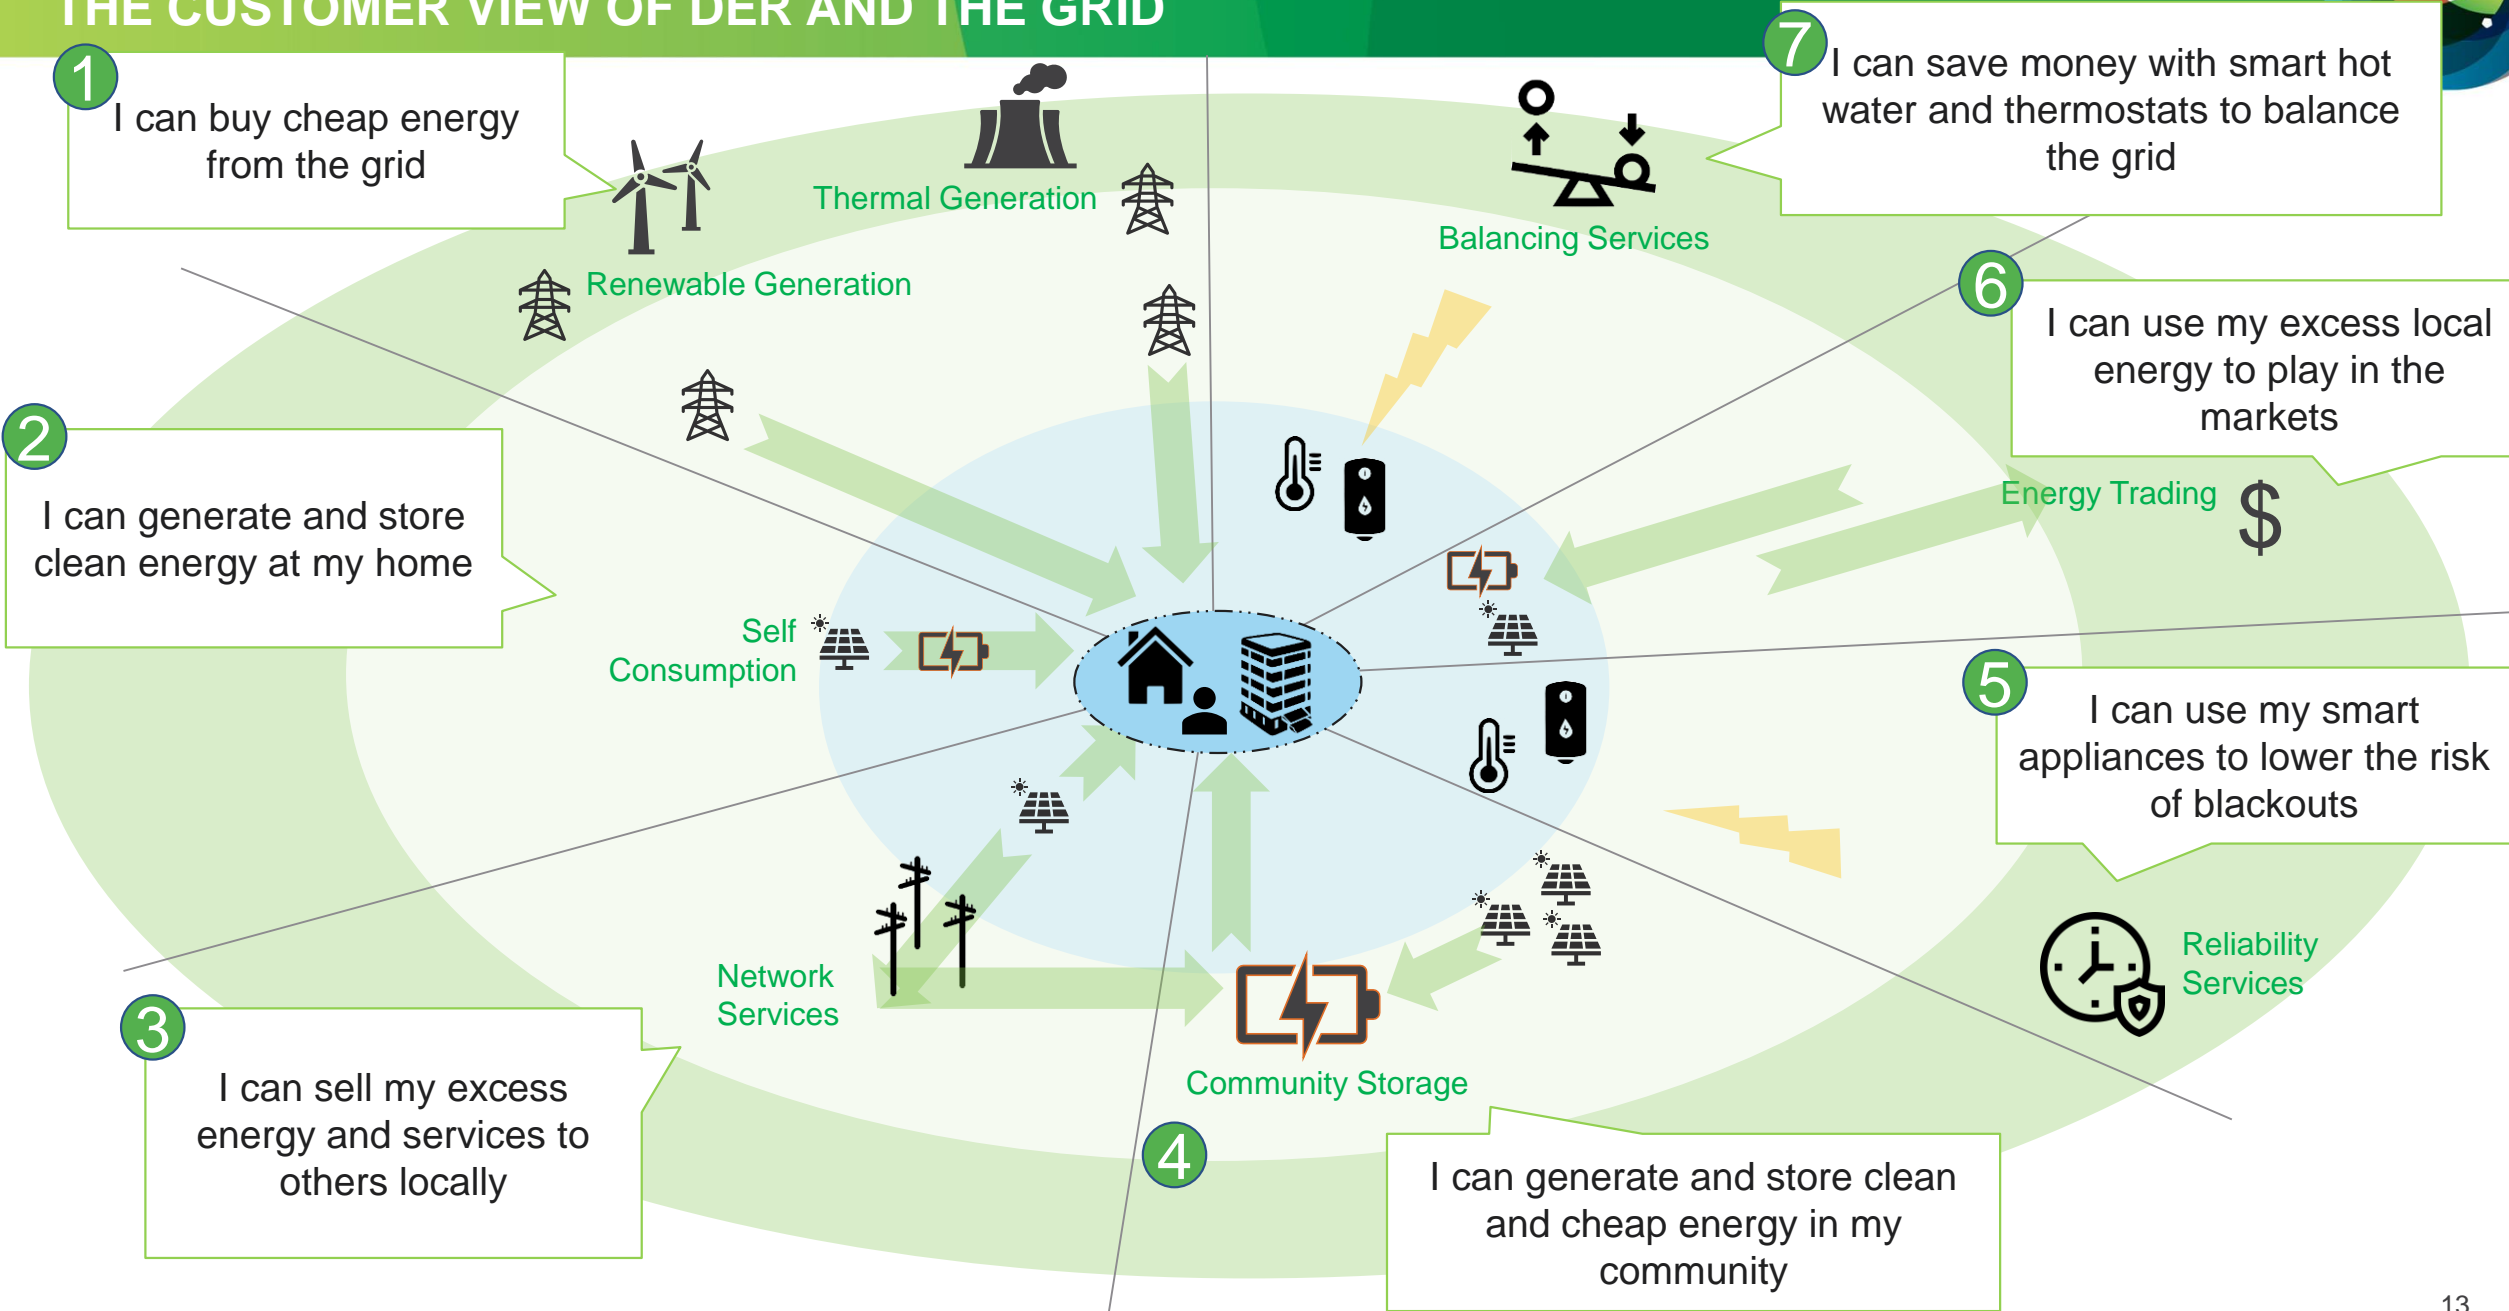 THE CUSTOMER VIEW OF DER AND THE GRID
1
I can buy cheap energy
from the grid
Thermal Generation
Renewable Generation
7
I can save money with smart hot
water and thermostats to balance
the grid
Balancing Services
6
I can use my excess local
energy to play in the
markets
Energy Trading
$
2
I can generate and store
clean energy at my home
Self
Consumption
5
I can use my smart
appliances to lower the risk
of blackouts
Reliability
Services
Network
Services
3
I can sell my excess
energy and services to
others locally
Community Storage
4
I can generate and store clean
and cheap energy in my
community
13